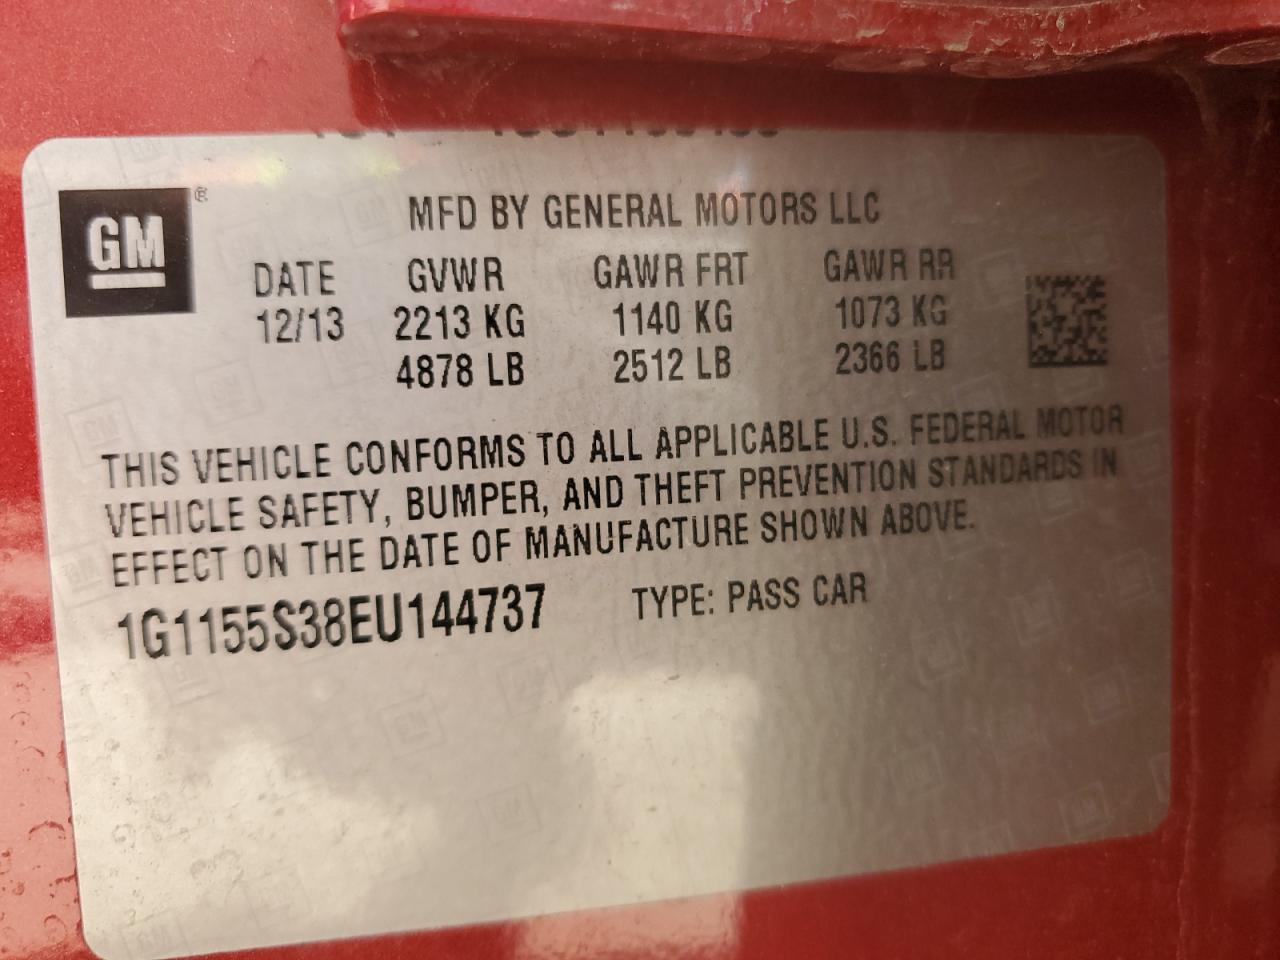 GM ®
MFD BY GENERAL MOTORS LLC
DATE GVWR GAWR FRT GAWR RR
12/13 2213 KG 1140 KG 1073 KG
4878 LB 2512 LB 2366 LB
THIS VEHICLE CONFORMS TO ALL APPLICABLE U.S. FEDERAL MOTOR
VEHICLE SAFETY, BUMPER, AND THEFT PREVENTION STANDARDS IN
EFFECT ON THE DATE OF MANUFACTURE SHOWN ABOVE.
1G1155S38EU144737 TYPE: PASS CAR